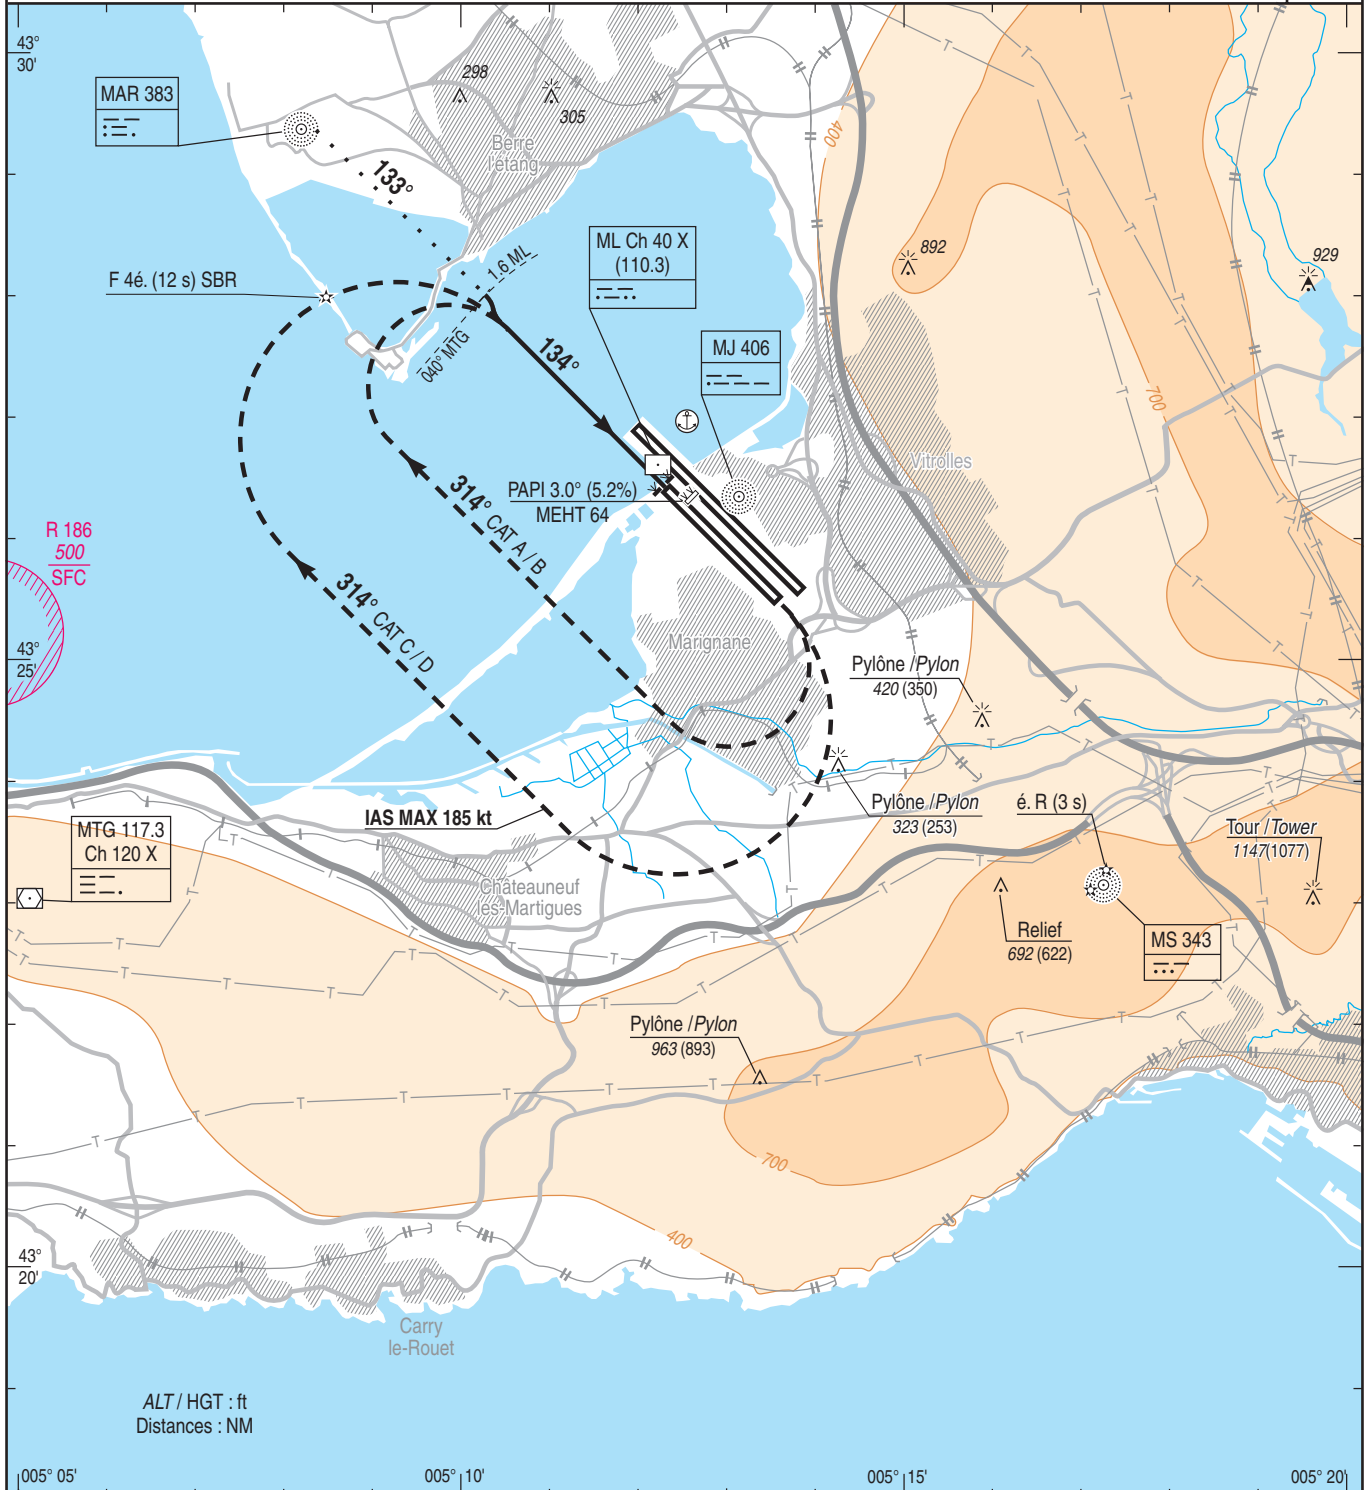 43°
30'
MAR 383
298
305
Berre
l'étang
400
133°
892
929
ML Ch 40 X
(110.3)
1.6 ML
F 4é. (12 s) SBR
040° MTG
134°
MJ 406
700
Vitrolles
314° CAT A / B
PAPI 3.0° (5.2%)
MEHT 64
R 186
500
SFC
314° CAT C / D
Marignane
43°
25'
Pylône / Pylon
420 (350)
Pylône / Pylon
323 (253)
é. R (3 s)
IAS MAX 185 kt
MTG 117.3
Ch 120 X
Tour / Tower
1147(1077)
Châteauneuf
les-Martigues
Relief
692 (622)
MS 343
Pylône / Pylon
963 (893)
700
400
43°
20'
Carry
le-Rouet
ALT / HGT : ft
Distances : NM
005° 05'
005° 10'
005° 15'
005° 20'